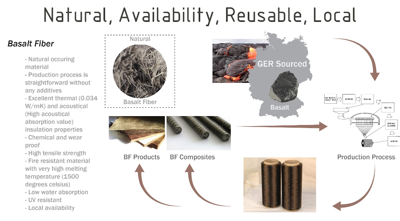 Natural, Availability, Reusable, Local
Basalt Fiber
- Natural occuring
material
- Production process is
straightforward without
any additives
- Excellent thermal (0.034
W/mK) and acoustical
(High acoustical
absorption value)
insulation properties
- Chemical and wear
proof
- High tensile strength
- Fire resistant material
with very high melting
temperature (1500
degrees celsius)
- Low water absorption
- UV resistant
- Local availability
Natural
Basalt Fiber
GER Sourced
Basalt
BF Products
BF Composites
Production Process